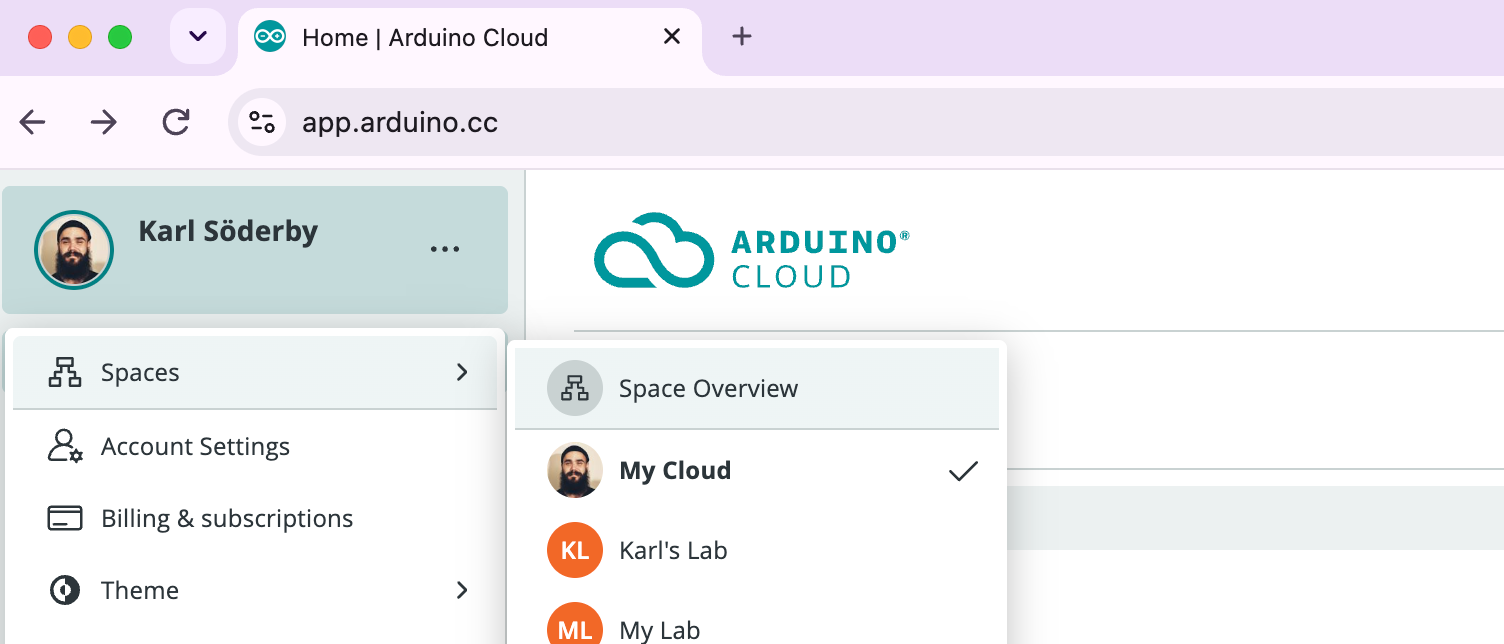 Home | Arduino Cloud
app.arduino.cc
Karl Söderby
ARDUINO®
CLOUD
Spaces
Account Settings
Billing & subscriptions
Theme
Space Overview
My Cloud
KL Karl's Lab
ML My Lab